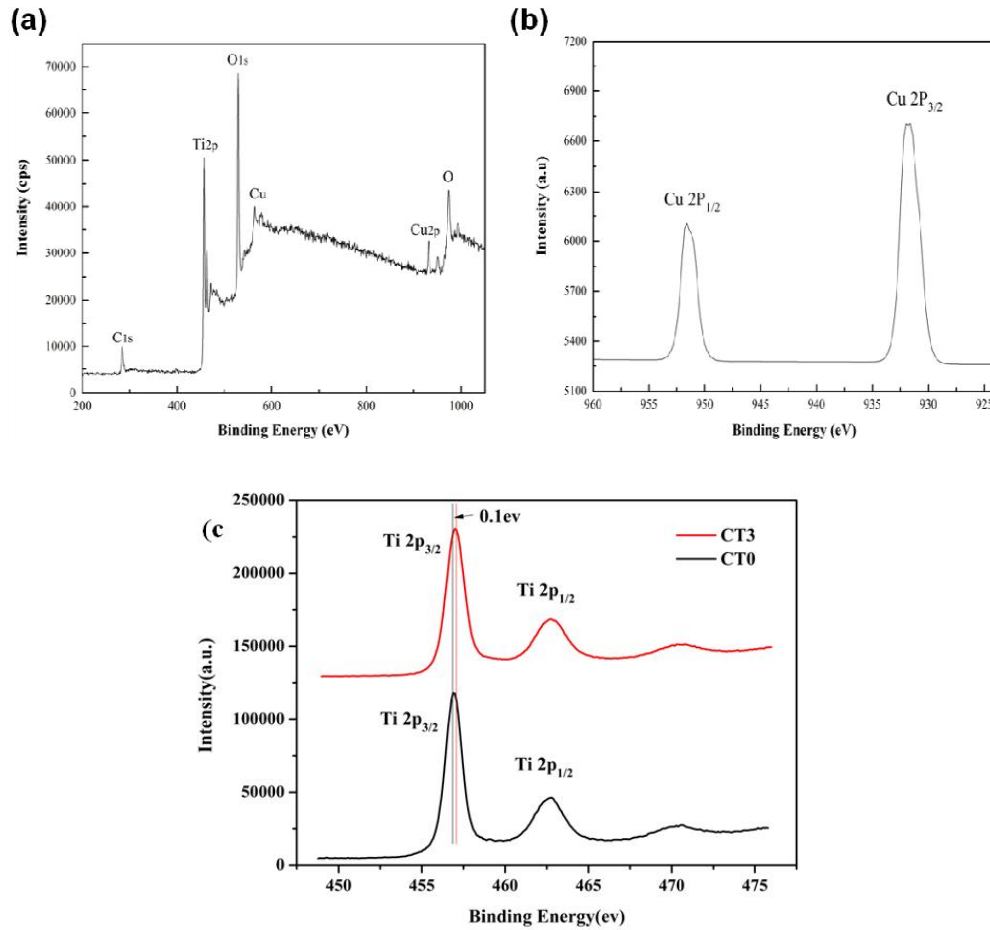 (a)
70000
60000
50000
40000
30000
20000
10000
0
Intensity (cps)
C1s
Ti2p
O1s
Cu
Cu2p
O
200 400 600 800 1000
Binding Energy (eV)
(b)
7200
6900
6600
6300
6000
5700
5400
5100
Intensity (a.u)
Cu 2P1/2
Cu 2P3/2
960 955 950 945 940 935 930 925
Binding Energy (eV)
(c
250000
200000
150000
100000
50000
0
Intensity(a.u.)
0.1ev
Ti 2p3/2
Ti 2p1/2
CT3
CT0
Ti 2p3/2
Ti 2p1/2
450 455 460 465 470 475
Binding Energy(ev)